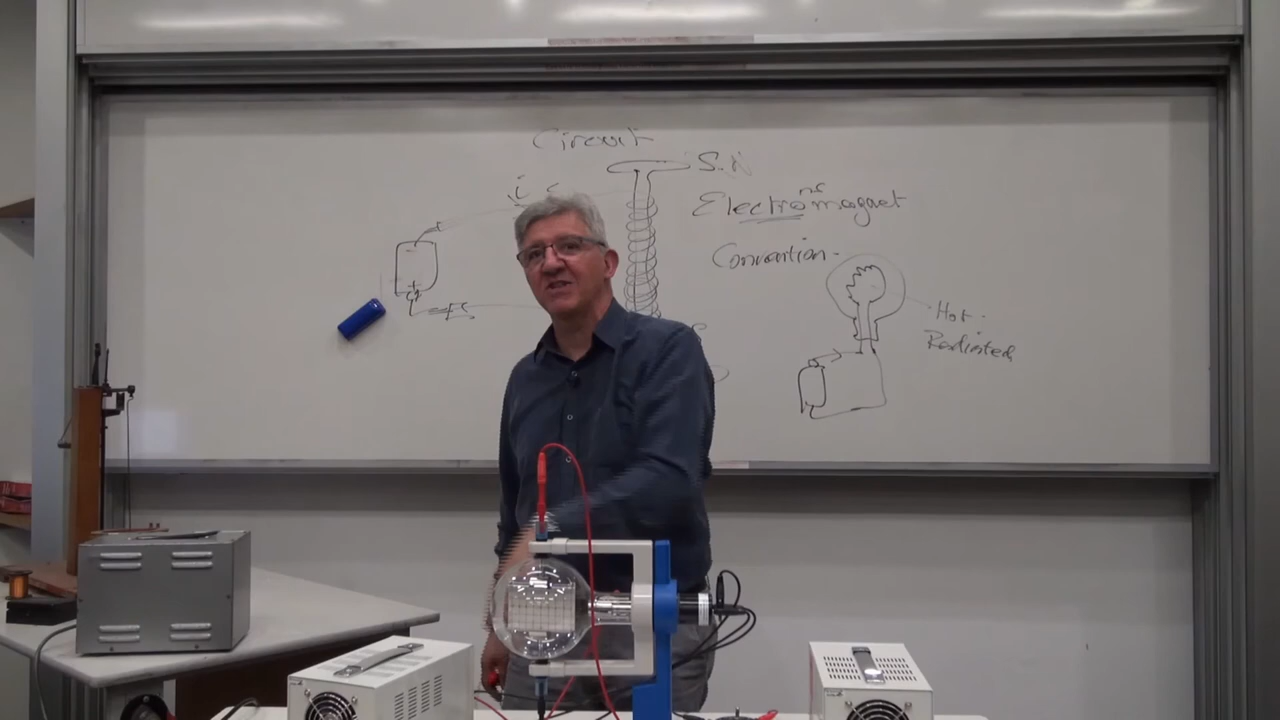 Circuit
S.N
Electromagnet
Convention.
Hot.
Radiated